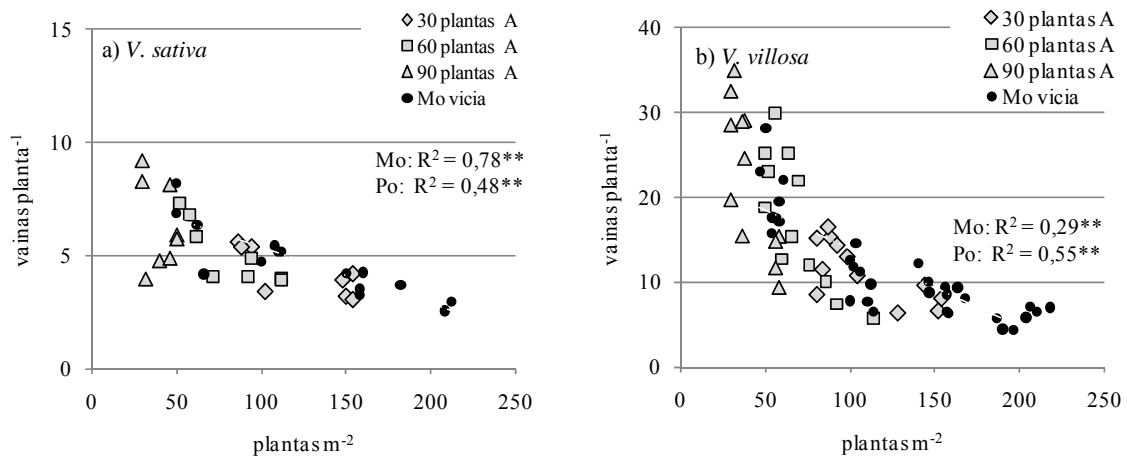 a) V. sativa
30 plantas A
60 plantas A
90 plantas A
Mo vicia
Mo: R² = 0,78**
Po: R² = 0,48**
vainas planta⁻¹
15
10
5
0
0 50 100 150 200 250
plantas m⁻²
b) V. villosa
30 plantas A
60 plantas A
90 plantas A
Mo vicia
Mo: R² = 0,29**
Po: R² = 0,55**
vainas planta⁻¹
40
30
20
10
0
0 50 100 150 200 250
plantas m⁻²